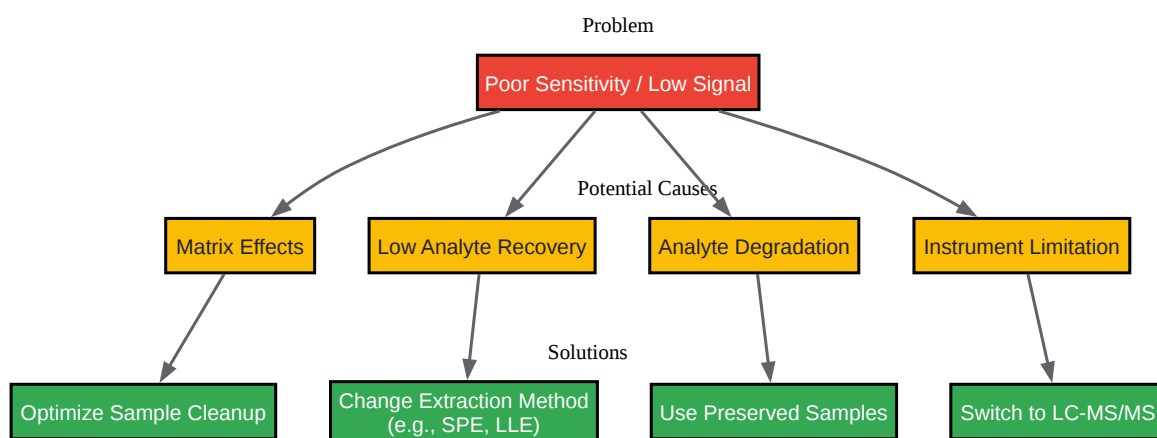 Problem
Poor Sensitivity / Low Signal
Potential Causes
Matrix Effects
Low Analyte Recovery
Analyte Degradation
Instrument Limitation
Solutions
Optimize Sample Cleanup
Change Extraction Method
(e.g., SPE, LLE)
Use Preserved Samples
Switch to LC-MS/MS